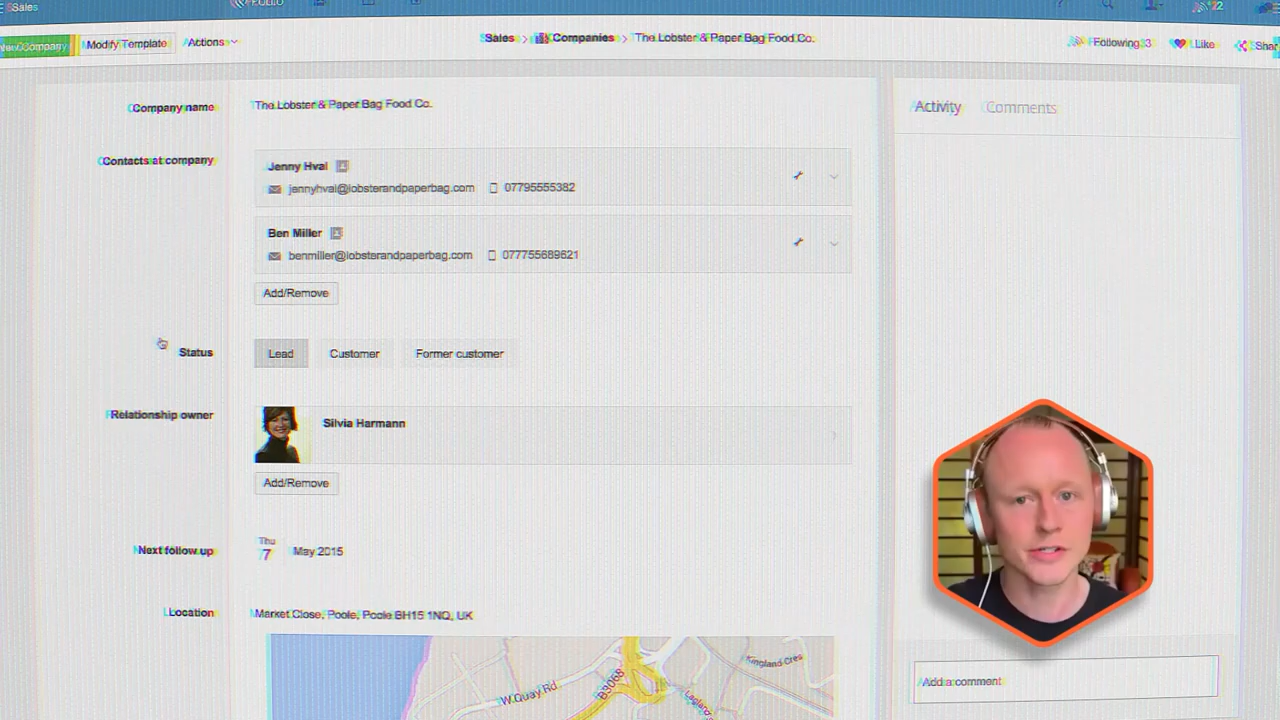 Sales
Modify Template
Actions
Sales > Companies > The Lobster & Paper Bag Food Co.
Following 3
Like
Company name
The Lobster & Paper Bag Food Co.
Activity
Comments
Contacts at company
Jenny Hval
jennyhval@lobsterandpaperbag.com
07795555382
Ben Miller
benmiller@lobsterandpaperbag.com
077755689621
Add/Remove
Status
Lead
Customer
Former customer
Relationship owner
Silvia Harmann
Add/Remove
Next follow up
Thu
7
May 2015
Location
Market Close, Poole, Poole BH15 1NQ, UK
Kingland Cres
W Quay Rd
B3068
Add a comment